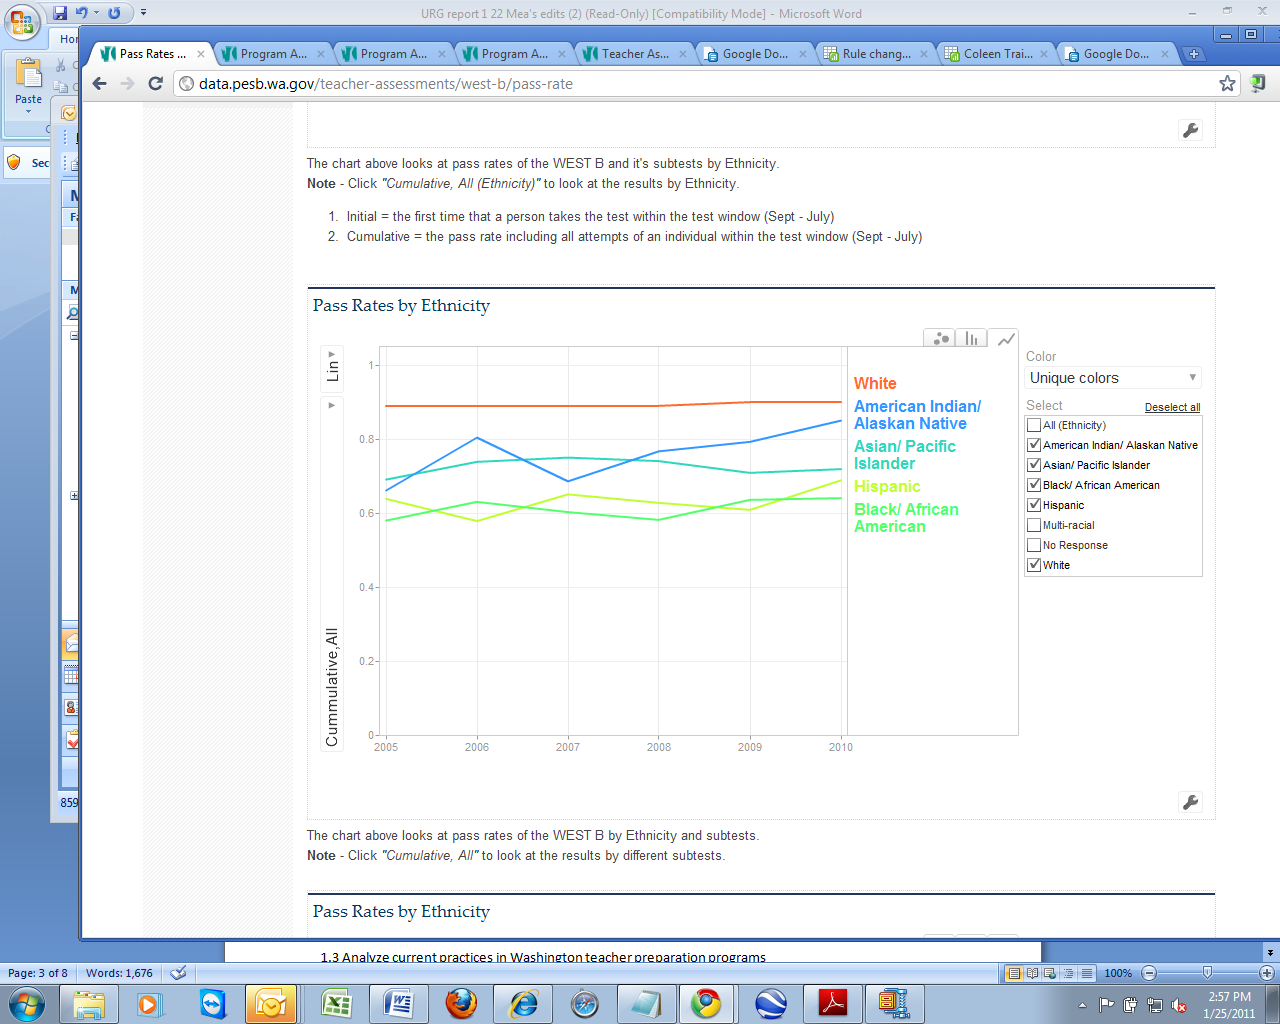 URG report 1 22 Mea's edits (2) (Read-Only) [Compatibility Mode] - Microsoft Word
Pass Rates ...
Program A...
Program A...
Program A...
Teacher As...
Google Do...
Rule chang...
Coleen Trai...
Google Do...
data.pesb.wa.gov/teacher-assessments/west-b/pass-rate
Paste
Sec
The chart above looks at pass rates of the WEST B and it's subtests by Ethnicity.
Note - Click "Cumulative, All (Ethnicity)" to look at the results by Ethnicity.
1. Initial = the first time that a person takes the test within the test window (Sept - July)
2. Cumulative = the pass rate including all attempts of an individual within the test window (Sept - July)
Pass Rates by Ethnicity
Lin
Cummulative,All
1
0.8
0.6
0.4
0.2
0
2005
2006
2007
2008
2009
2010
White
American Indian/
Alaskan Native
Asian/ Pacific
Islander
Hispanic
Black/ African
American
Color
Unique colors
Select
Deselect all
All (Ethnicity)
American Indian/ Alaskan Native
Asian/ Pacific Islander
Black/ African American
Hispanic
Multi-racial
No Response
White
859
The chart above looks at pass rates of the WEST B by Ethnicity and subtests.
Note - Click "Cumulative, All" to look at the results by different subtests.
Pass Rates by Ethnicity
1.3 Analyze current practices in Washington teacher preparation programs
Page: 3 of 8
Words: 1,676
100%
2:57 PM
1/25/2011